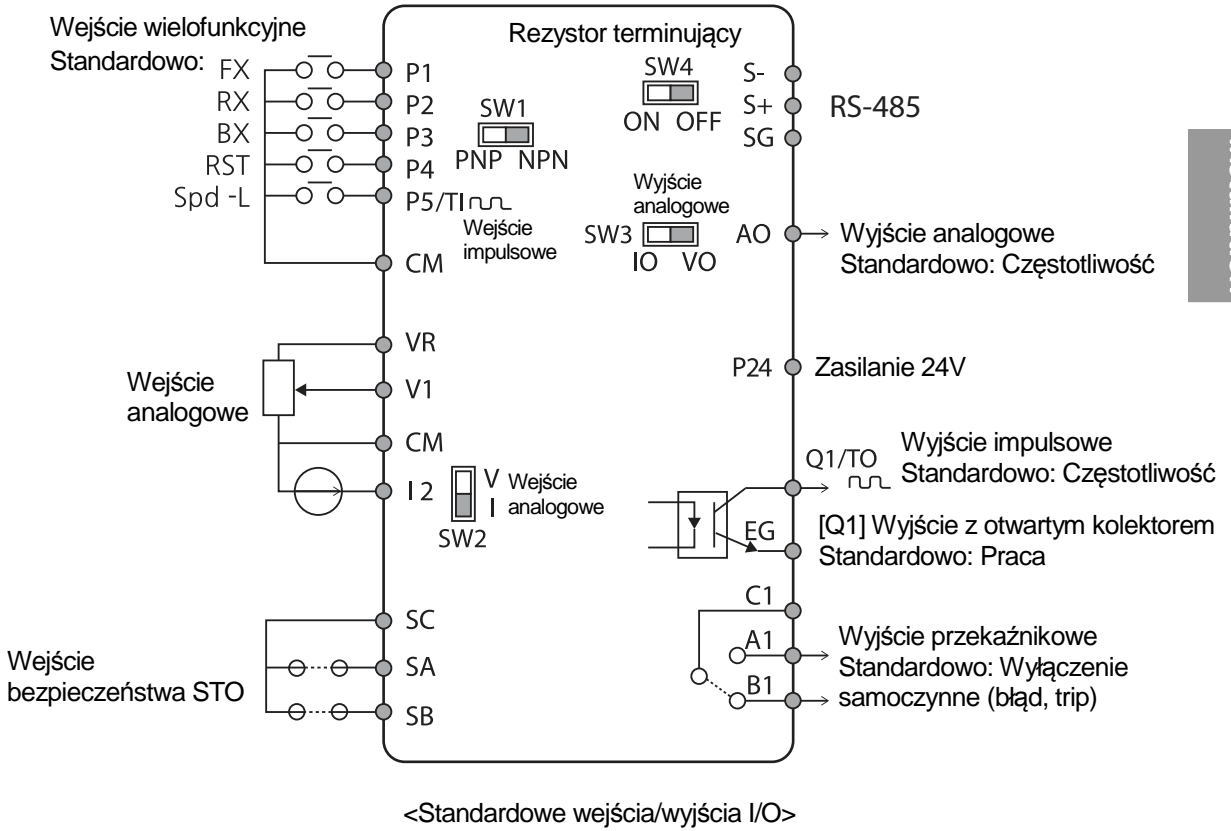 Wejście wielofunkcyjne
Standardowo:
FX
RX
BX
RST
Spd -L
P1
P2
P3
P4
P5/TI
CM
SW1
PNP NPN
Wejście
impulsowe
Rezystor terminujący
SW4
ON OFF
S-
S+
SG
RS-485
Wyjście
analogowe
SW3
IO VO
AO
Wyjście analogowe
Standardowo: Częstotliwość
Wejście
analogowe
VR
V1
CM
I 2
V
I
Wejście
analogowe
SW2
P24
Zasilanie 24V
Q1/TO
Wyjście impulsowe
Standardowo: Częstotliwość
EG
[Q1] Wyjście z otwartym kolektorem
Standardowo: Praca
Wejście
bezpieczeństwa STO
SC
SA
SB
C1
A1
B1
Wyjście przekaźnikowe
Standardowo: Wyłączenie
samoczynne (błąd, trip)
<Standardowe wejścia/wyjścia I/O>